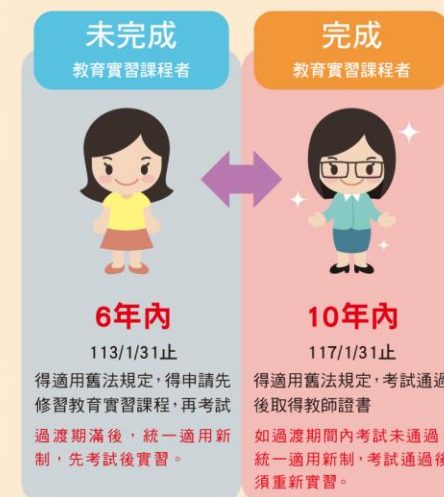 未完成
教育實習課程者
6年內
113/1/31止
得適用舊法規定，得申請先
修習教育實習課程，再考試
過渡期滿後，統一適用新
制，先考試後實習。
完成
教育實習課程者
10年內
117/1/31止
得適用舊法規定，考試通過
後取得教師證書
如過渡期間內考試未通過，
統一適用新制，考試通過後
須重新實習。